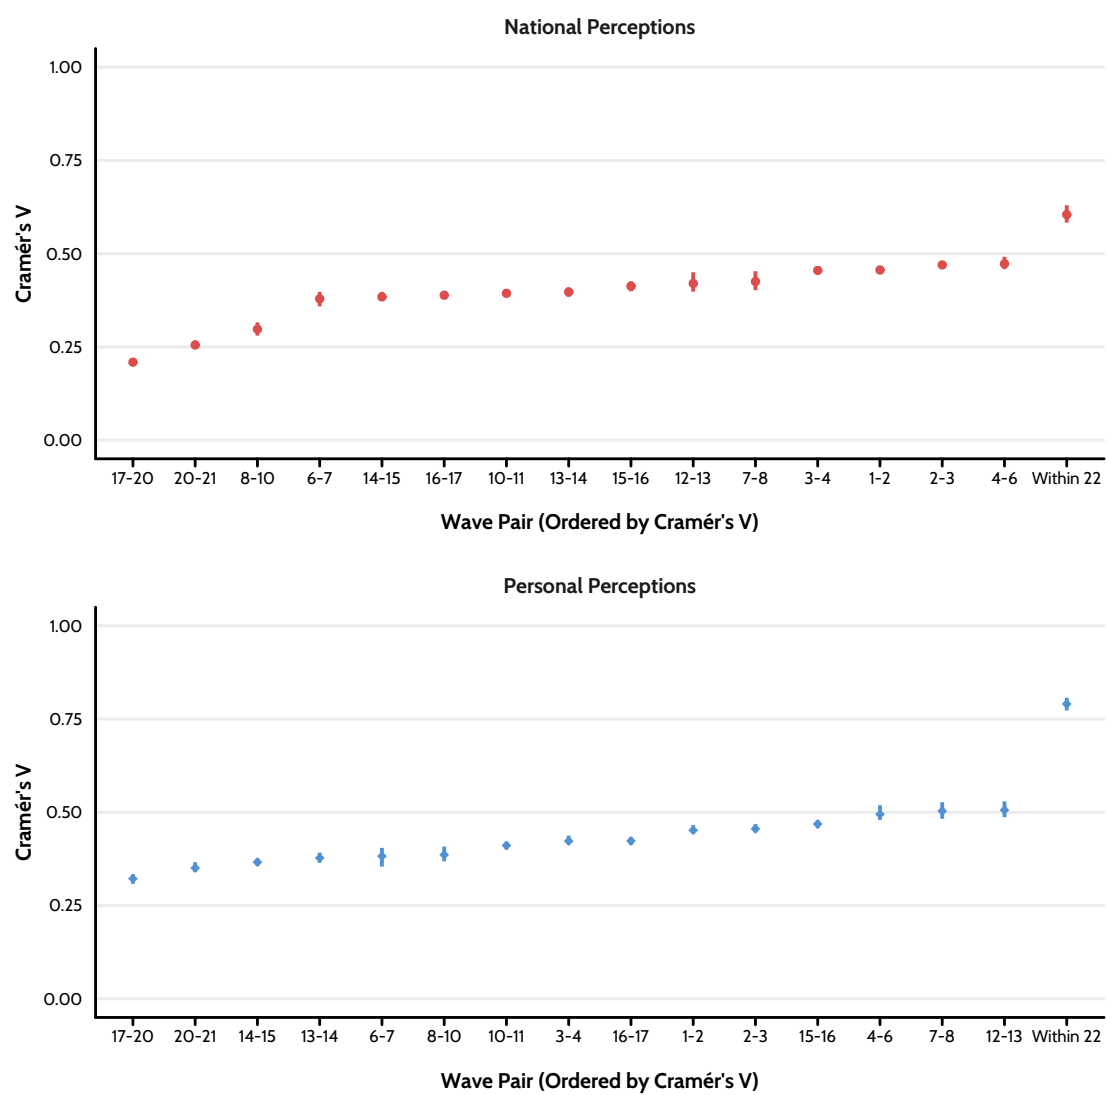 National Perceptions
1.00
0.75
0.50
0.25
0.00
Cramér's V
17-20 20-21 8-10 6-7 14-15 16-17 10-11 13-14 15-16 12-13 7-8 3-4 1-2 2-3 4-6 Within 22
Wave Pair (Ordered by Cramér's V)
Personal Perceptions
1.00
0.75
0.50
0.25
0.00
Cramér's V
17-20 20-21 14-15 13-14 6-7 8-10 10-11 3-4 16-17 1-2 2-3 15-16 4-6 7-8 12-13 Within 22
Wave Pair (Ordered by Cramér's V)